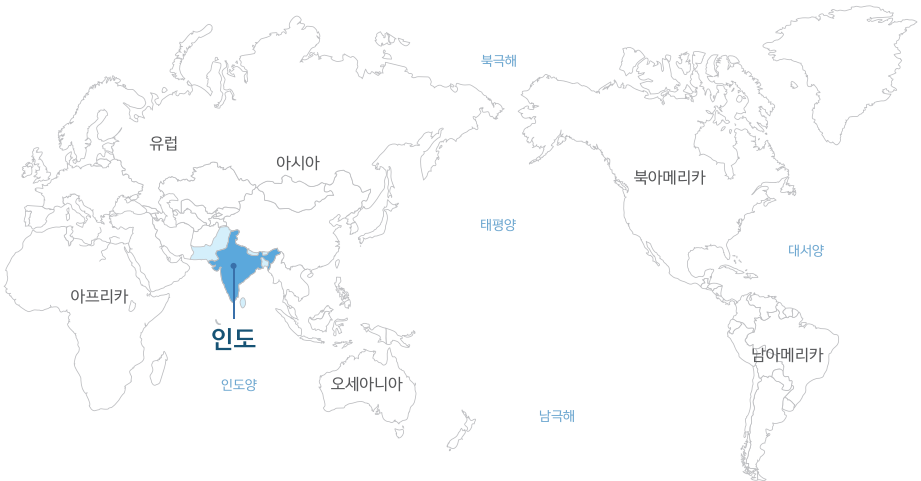 북극해
유럽
아시아
북아메리카
태평양
대서양
아프리카
인도
남아메리카
인도양
오세아니아
남극해